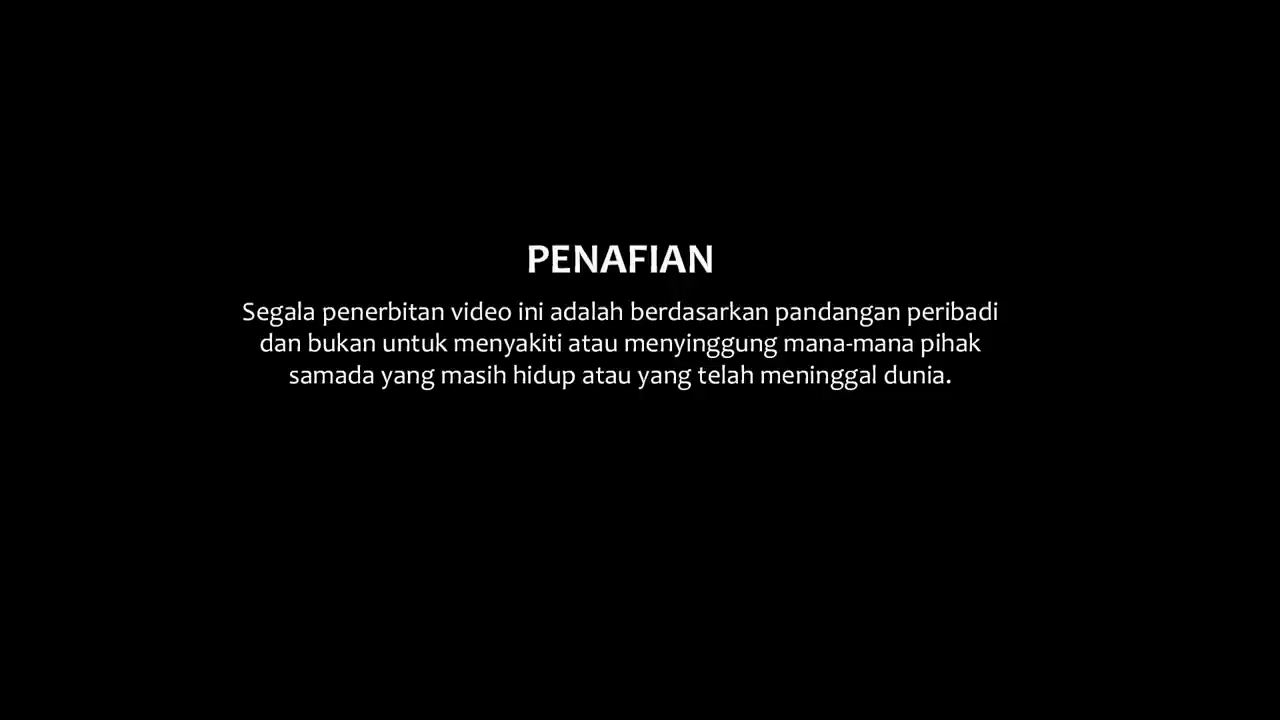 PENAFIAN
Segala penerbitan video ini adalah berdasarkan pandangan peribadi
dan bukan untuk menyakiti atau menyinggung mana-mana pihak
samada yang masih hidup atau yang telah meninggal dunia.